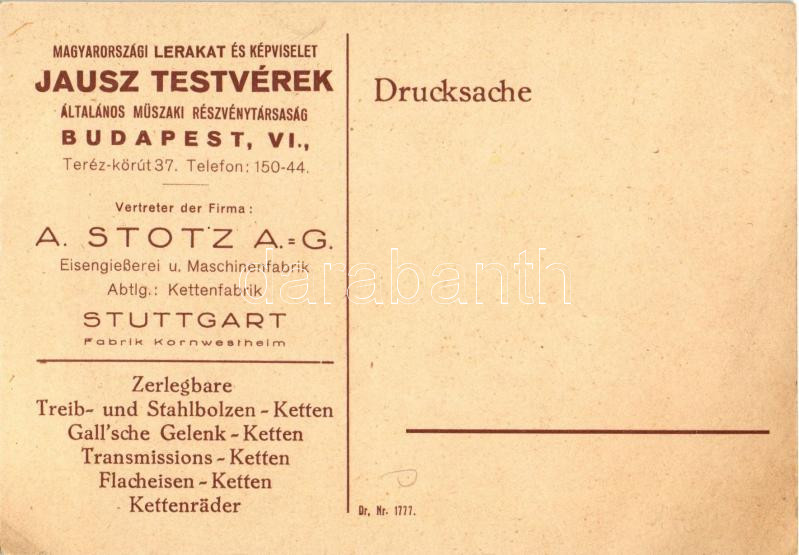 MAGYARORSZÁGI LERAKAT ÉS KÉPVISELET
JAUSZ TESTVÉREK
ÁLTALÁNOS MŰSZAKI RÉSZVÉNYTÁRSASÁG
BUDAPEST, VI.,
Teréz-körút 37. Telefon: 150-44.
Vertreter der Firma:
A. STOTZ A.=G.
Eisengießerei u. Maschinenfabrik
Abtlg.: Kettenfabrik
STUTTGART
Fabrik Kornwestheim
Zerlegbare
Treib- und Stahlbolzen-Ketten
Gall'sche Gelenk-Ketten
Transmissions-Ketten
Flacheisen-Ketten
Kettenräder
Drucksache
Dr. Nr. 1777.
darabanth